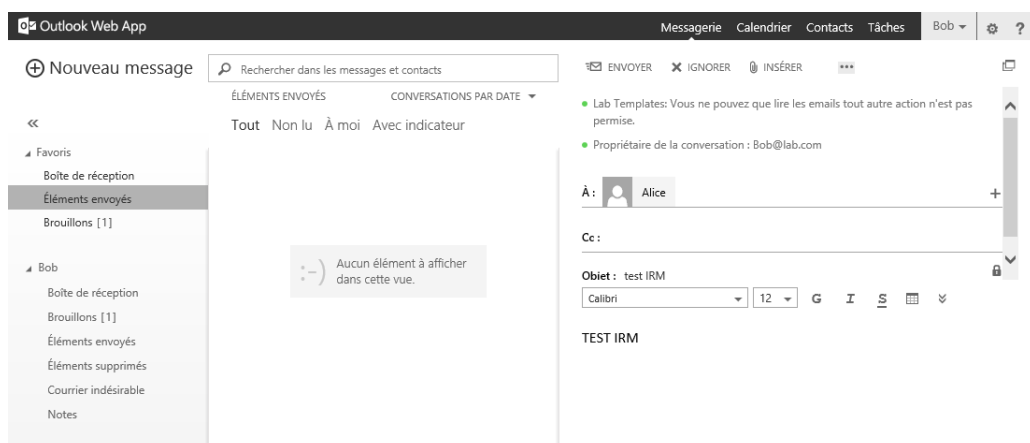 Outlook Web App
Messagerie Calendrier Contacts Tâches Bob
?
Nouveau message
Rechercher dans les messages et contacts
ÉLÉMENTS ENVOYÉS CONVERSATIONS PAR DATE
Tout Non lu À moi Avec indicateur
Favoris
Boîte de réception
Éléments envoyés
Brouillons [1]
Bob
Boîte de réception
Brouillons [1]
Éléments envoyés
Éléments supprimés
Courrier indésirable
Notes
:-) Aucun élément à afficher
dans cette vue.
ENVOYER IGNORER INSÉRER
Lab Templates: Vous ne pouvez que lire les emails tout autre action n'est pas
permise.
Propriétaire de la conversation : Bob@lab.com
À : Alice
Cc :
Objet : test IRM
Calibri 12 G I S
TEST IRM